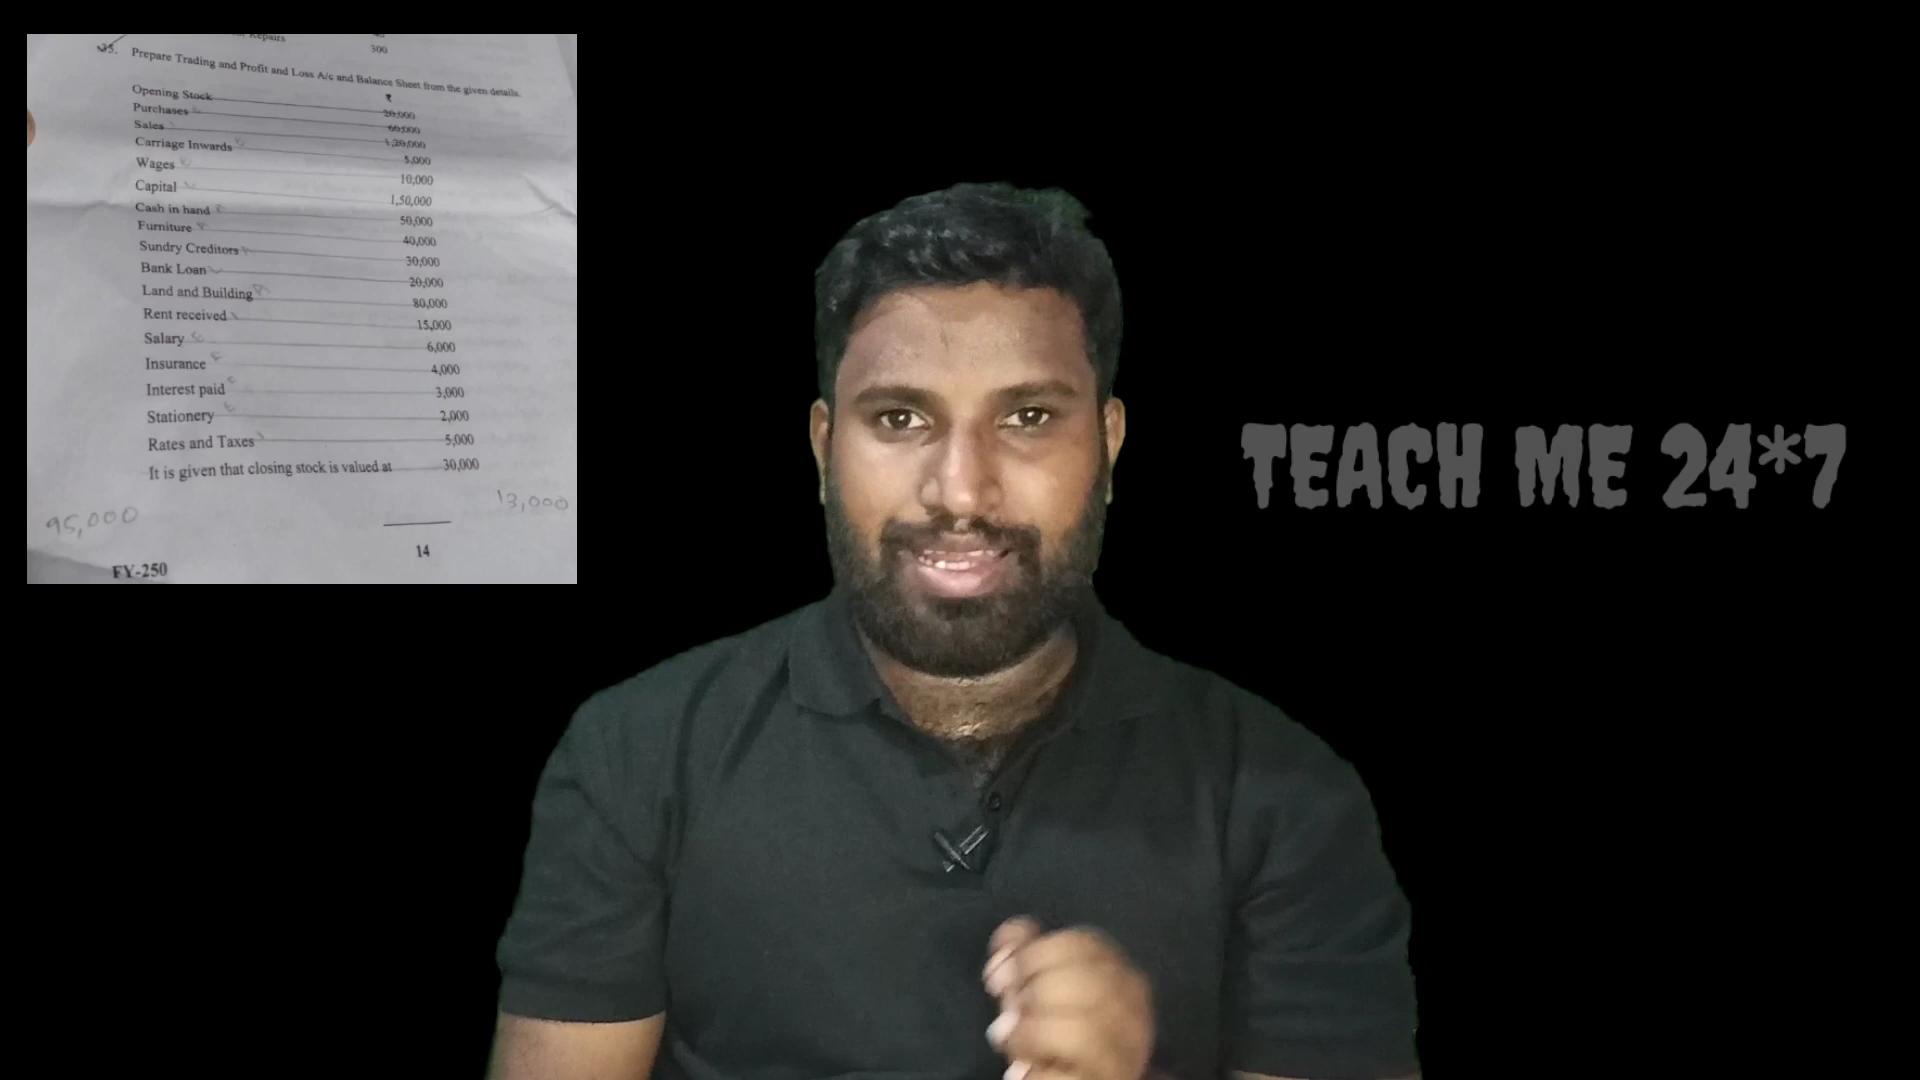 Repairs
300
35. Prepare Trading and Profit and Loss A/c and Balance Sheet from the given details.
₹
Opening Stock 20,000
Purchases 60,000
Sales 1,20,000
Carriage Inwards 5,000
Wages 10,000
Capital 1,50,000
Cash in hand 50,000
Furniture 40,000
Sundry Creditors 30,000
Bank Loan 20,000
Land and Building 80,000
Rent received 15,000
Salary 6,000
Insurance 4,000
Interest paid 3,000
Stationery 2,000
Rates and Taxes 5,000
It is given that closing stock is valued at 30,000
95,000
13,000
14
FY-250
TEACH ME 24*7